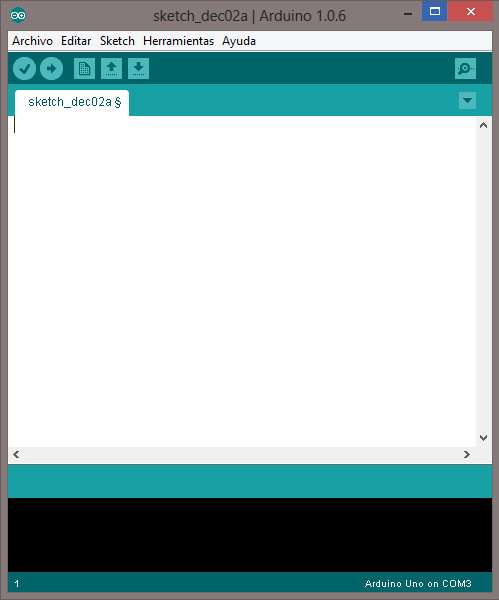 sketch_dec02a | Arduino 1.0.6
Archivo Editar Sketch Herramientas Ayuda
sketch_dec02a §
1 Arduino Uno on COM3